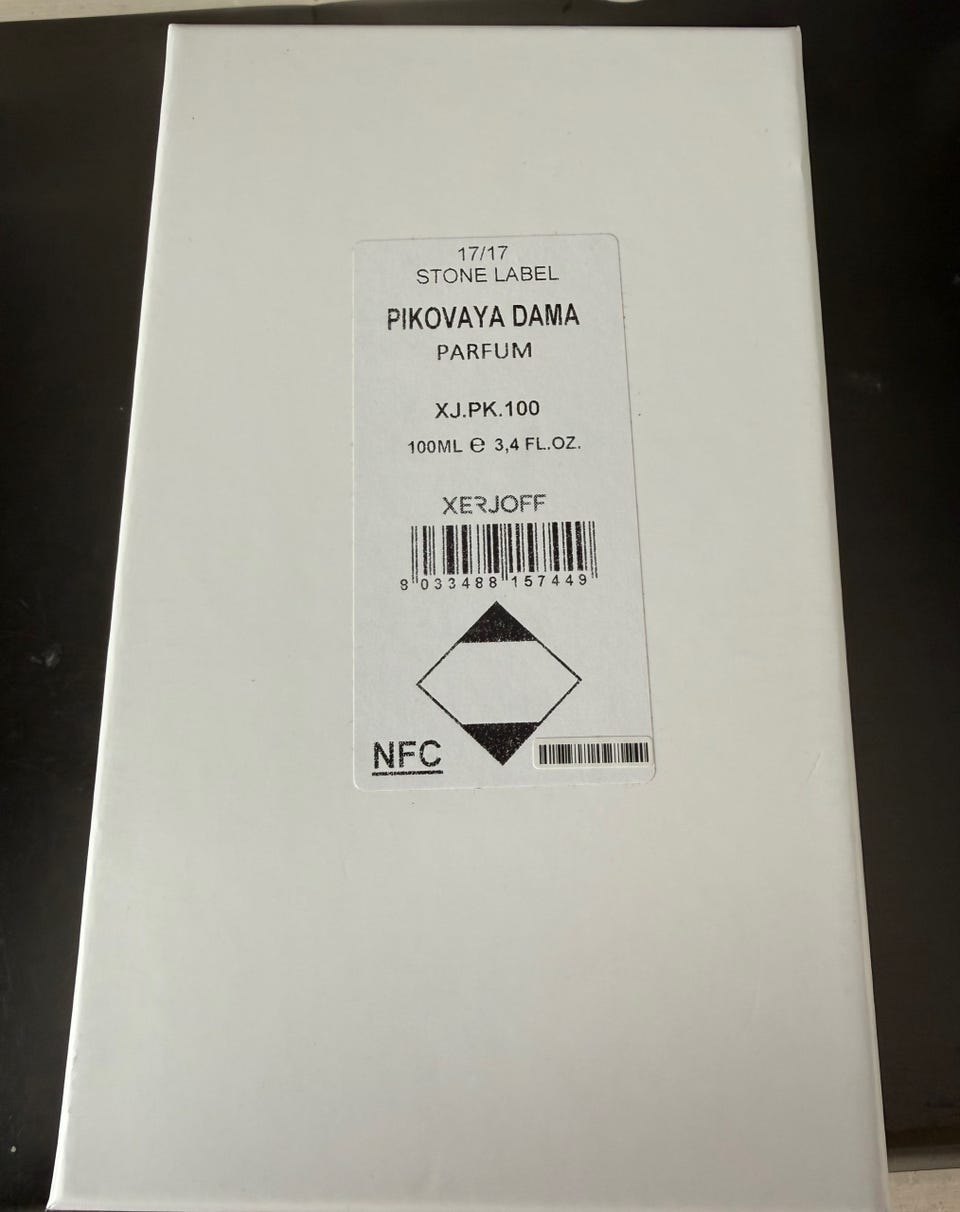 17/17
STONE LABEL
PIKOVAYA DAMA
PARFUM
XJ.PK.100
100ML ℮ 3,4 FL.OZ.
XERJOFF
8 033488 157449
NFC